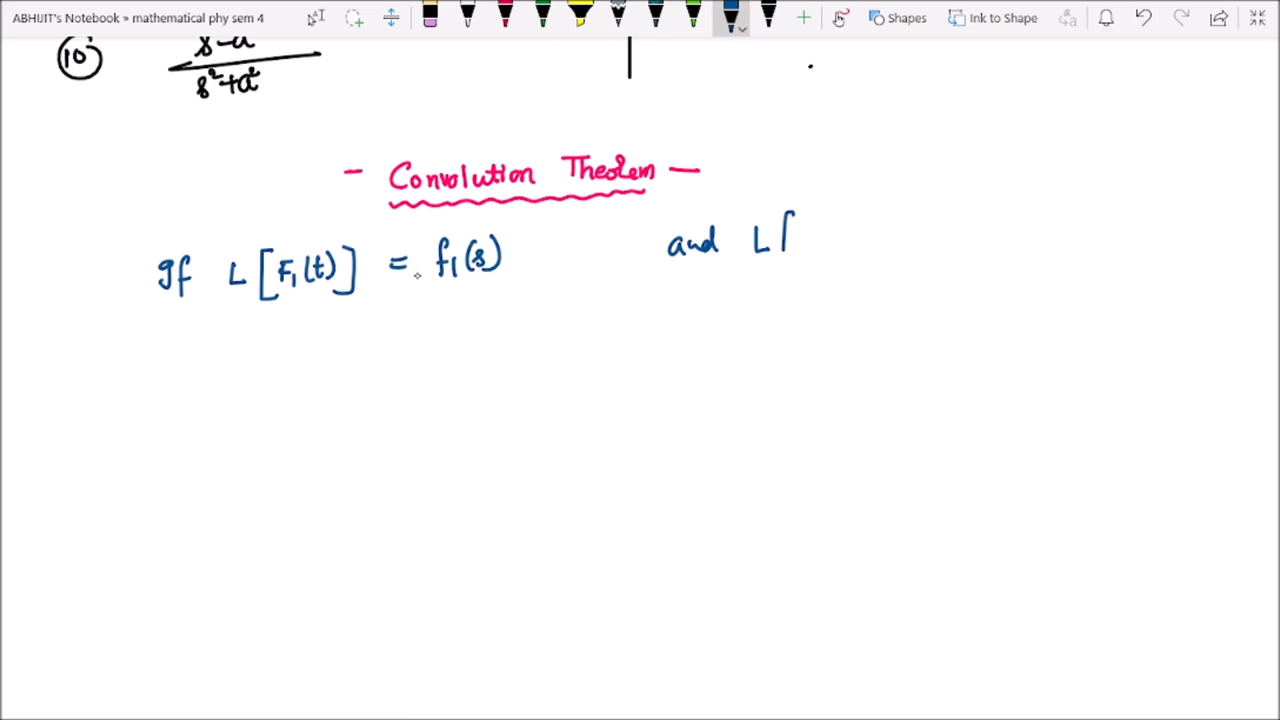 ABHIJIT's Notebook » mathematical phy sem 4
Shapes
Ink to Shape
10
s-a
s²+a²
- Convolution Theorem -
If L[F₁(t)] = f₁(s) and L[